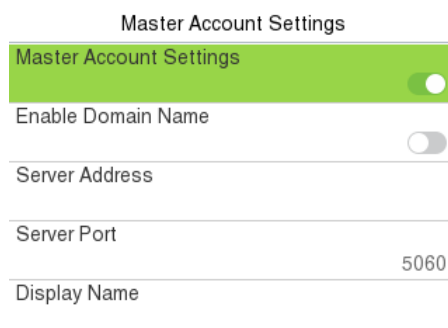 Master Account Settings
Master Account Settings
Enable Domain Name
Server Address
Server Port
5060
Display Name